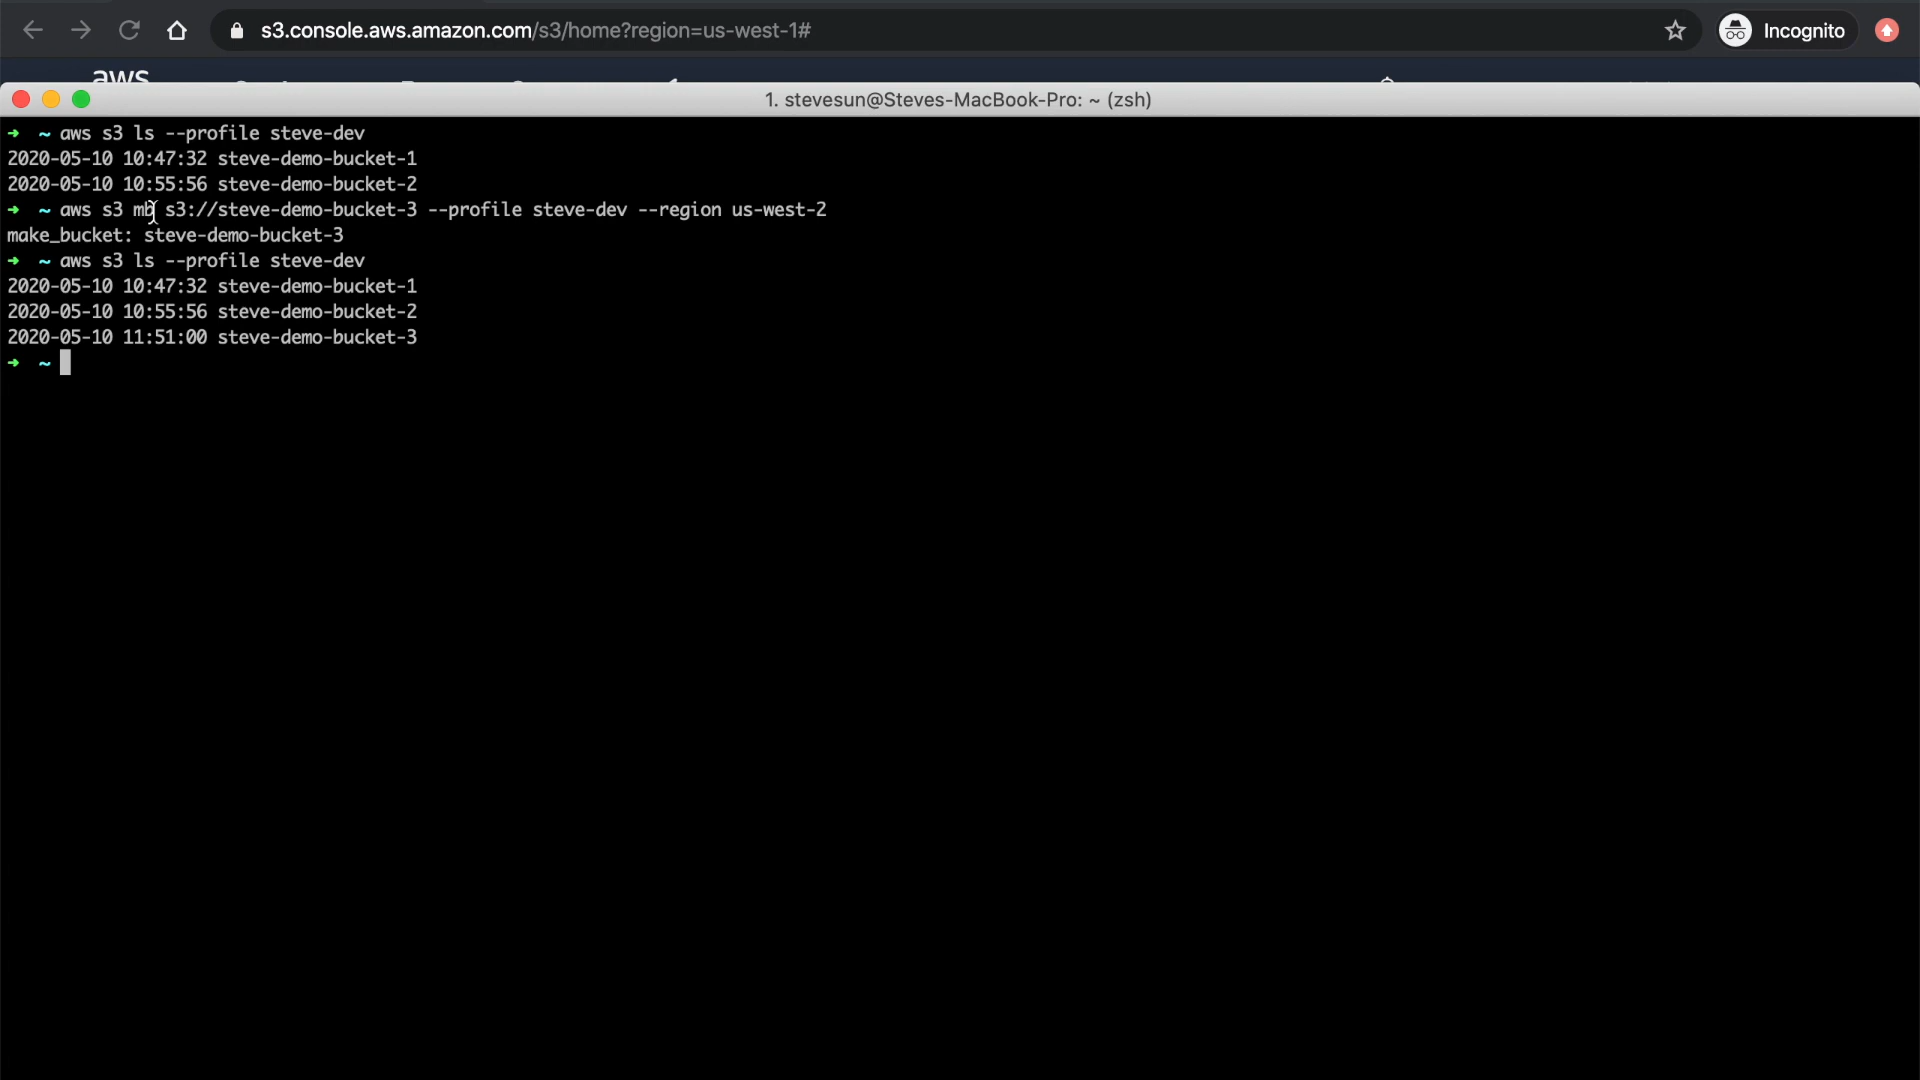 s3.console.aws.amazon.com/s3/home?region=us-west-1#
Incognito
aws
1. stevesun@Steves-MacBook-Pro: ~ (zsh)
➜ ~ aws s3 ls --profile steve-dev
2020-05-10 10:47:32 steve-demo-bucket-1
2020-05-10 10:55:56 steve-demo-bucket-2
➜ ~ aws s3 mb s3://steve-demo-bucket-3 --profile steve-dev --region us-west-2
make_bucket: steve-demo-bucket-3
➜ ~ aws s3 ls --profile steve-dev
2020-05-10 10:47:32 steve-demo-bucket-1
2020-05-10 10:55:56 steve-demo-bucket-2
2020-05-10 11:51:00 steve-demo-bucket-3
➜ ~